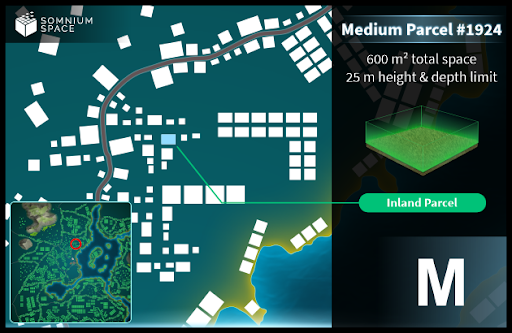 SOMNIUM
SPACE
Medium Parcel #1924
600 m² total space
25 m height & depth limit
Inland Parcel
M